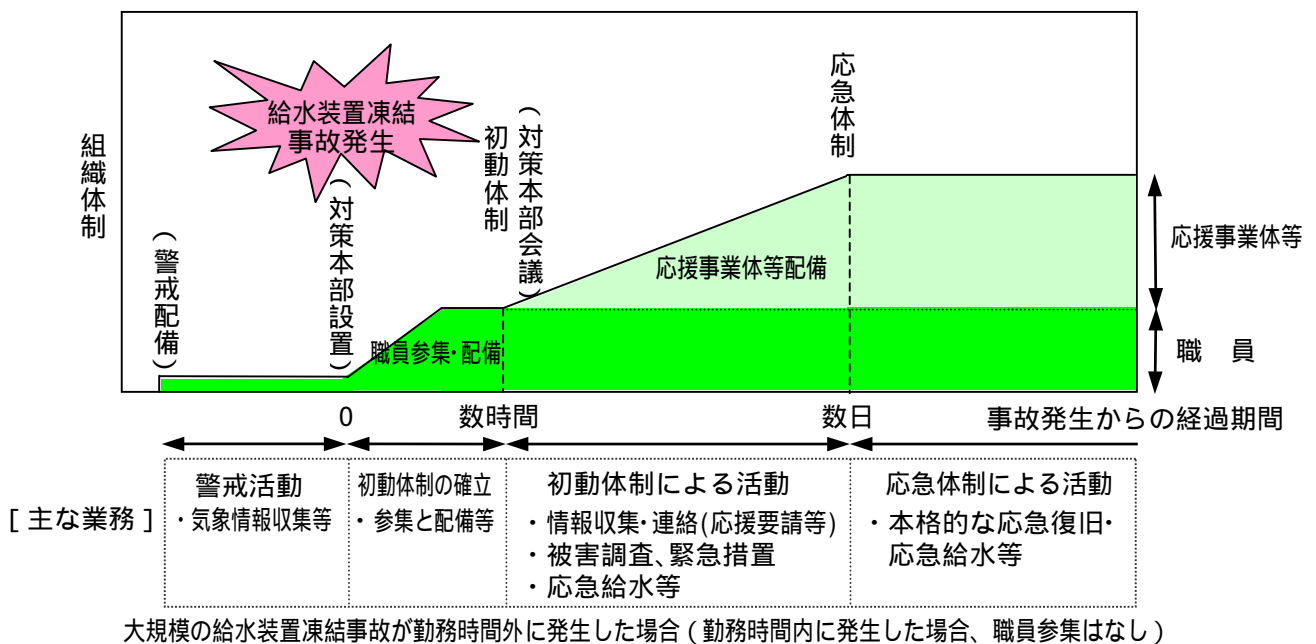 給水装置凍結
事故発生
組織体制
(警戒配備)
(対策本部設置)
初動体制
(対策本部会議)
応急体制
職員参集・配備
応援事業体等配備
応援事業体等
職　員
0
数時間
数日
事故発生からの経過期間
[主な業務]
警戒活動
・気象情報収集等
初動体制の確立
・参集と配備等
初動体制による活動
・情報収集・連絡(応援要請等)
・被害調査、緊急措置
・応急給水等
応急体制による活動
・本格的な応急復旧・
応急給水等
大規模の給水装置凍結事故が勤務時間外に発生した場合(勤務時間内に発生した場合、職員参集はなし)